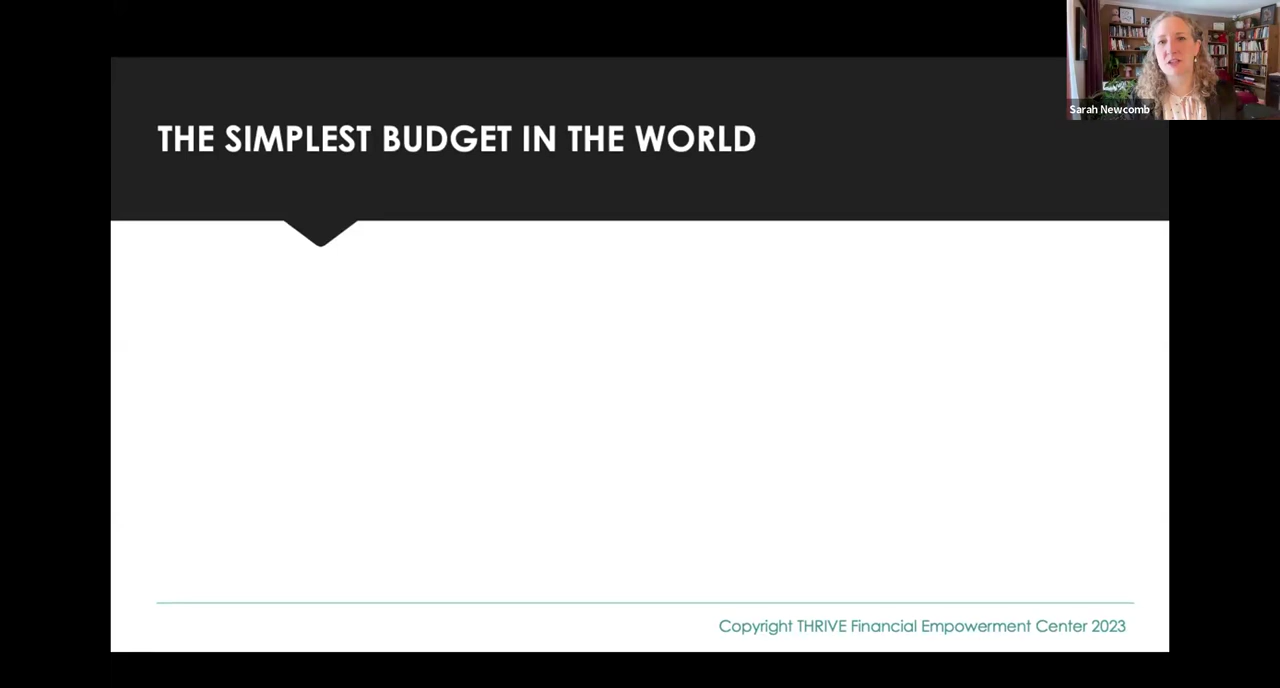 THE SIMPLEST BUDGET IN THE WORLD
Sarah Newcomb
Copyright THRIVE Financial Empowerment Center 2023